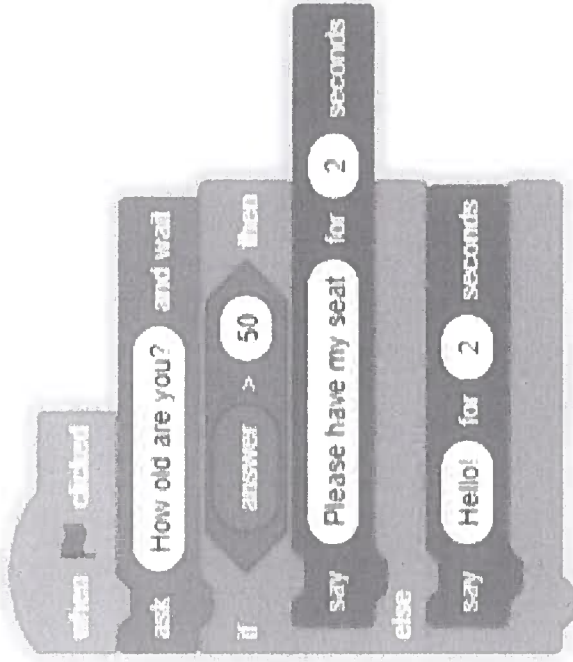 when clicked
ask How old are you? and wait
if answer > 50 then
say Please have my seat for 2 seconds
else
say Hello! for 2 seconds